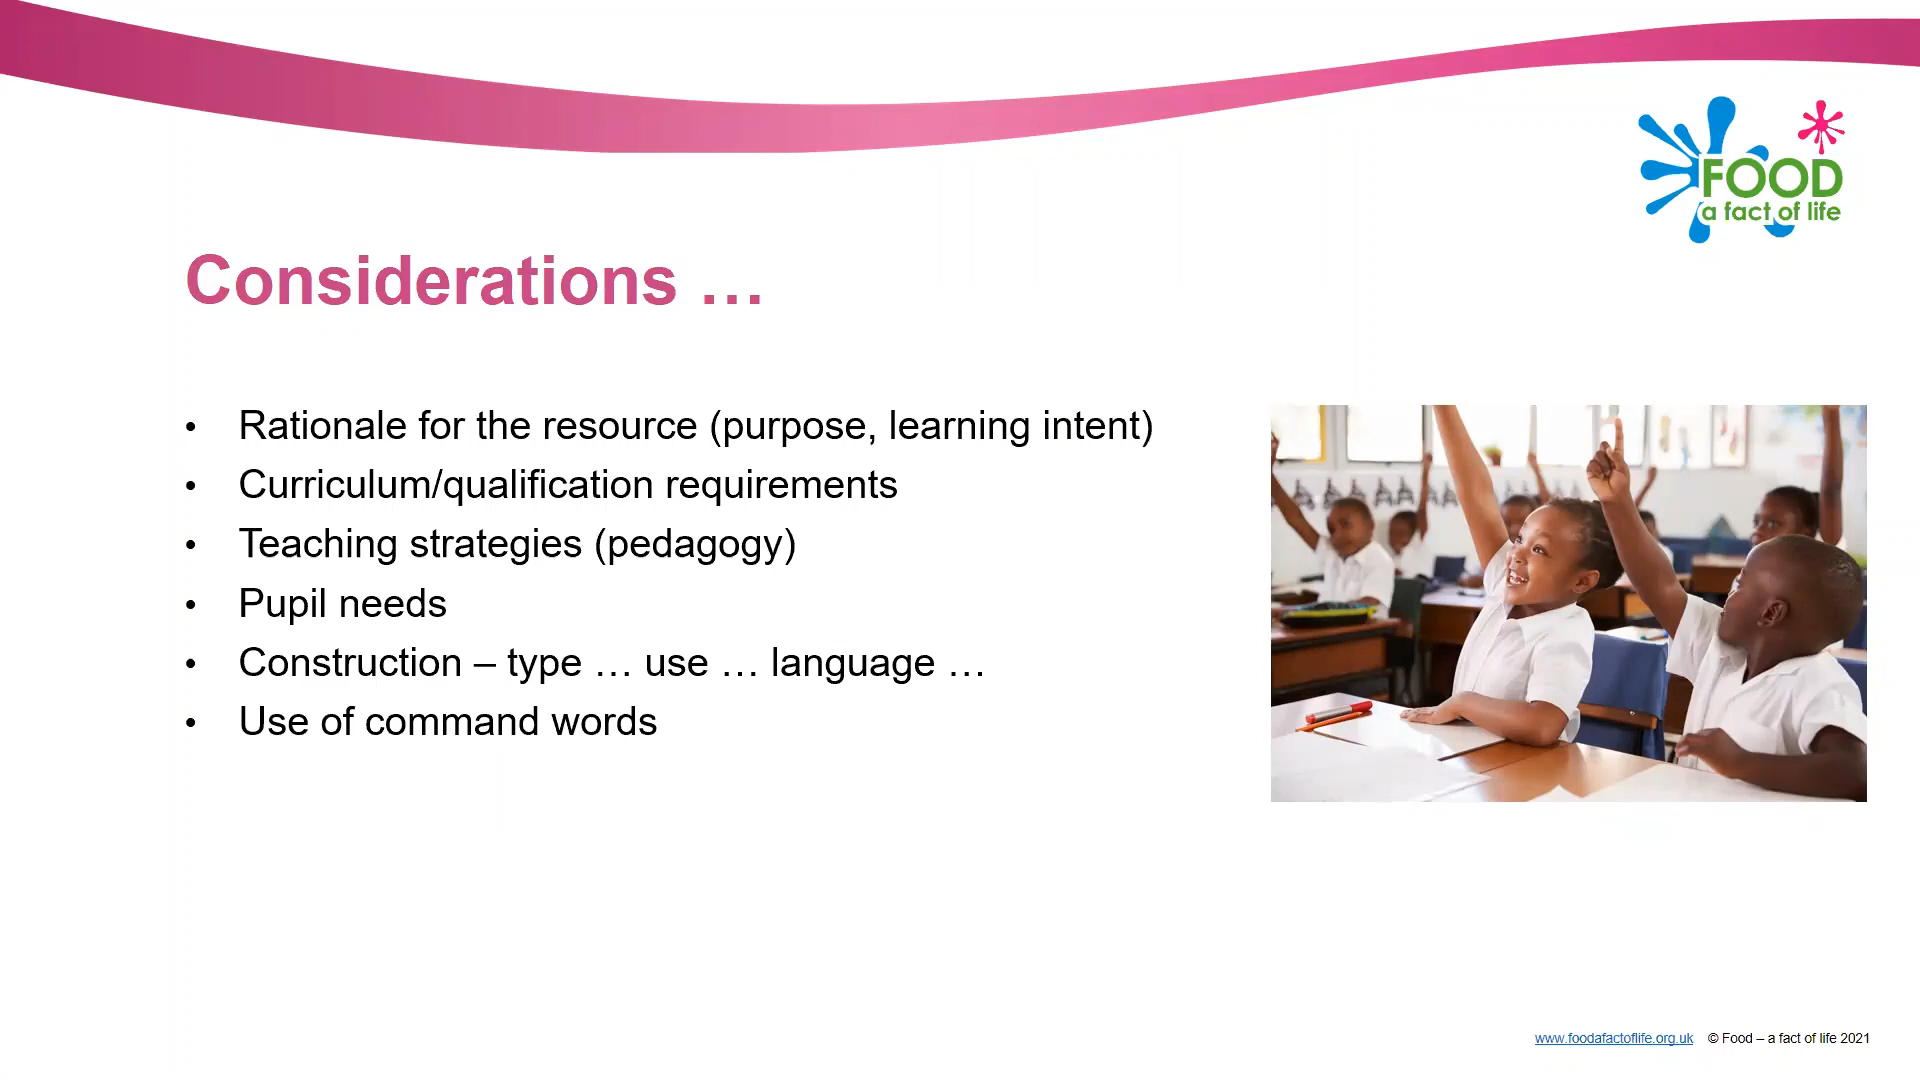 FOOD
a fact of life
Considerations …
• Rationale for the resource (purpose, learning intent)
• Curriculum/qualification requirements
• Teaching strategies (pedagogy)
• Pupil needs
• Construction – type … use … language …
• Use of command words
www.foodafactoflife.org.uk © Food – a fact of life 2021